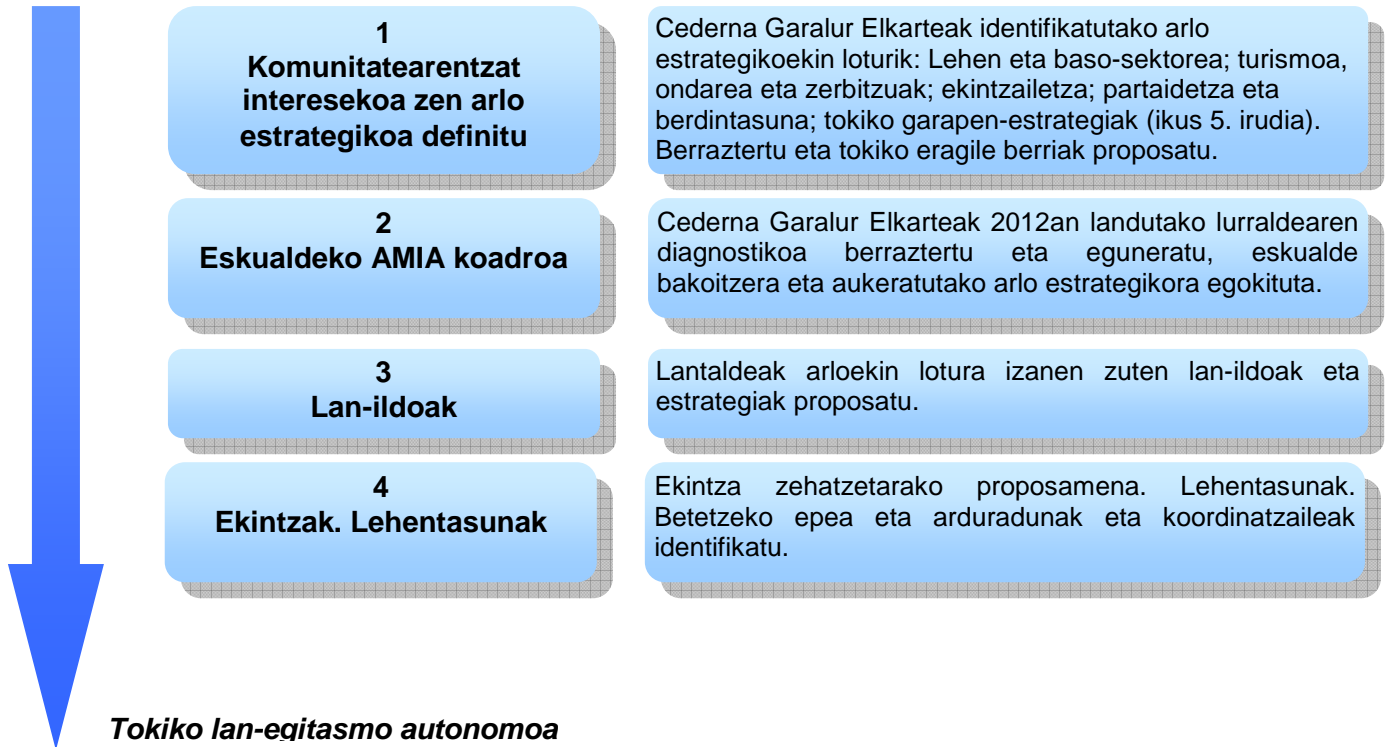 1
Komunitatearentzat
interesekoa zen arlo
estrategikoa definitu
Cederna Garalur Elkarteak identifikatutako arlo
estrategikoekin loturik: Lehen eta baso-sektorea; turismoa,
ondarea eta zerbitzuak; ekintzailetza; partaidetza eta
berdintasuna; tokiko garapen-estrategiak (ikus 5. irudia).
Berraztertu eta tokiko eragile berriak proposatu.
2
Eskualdeko AMIA koadroa
Cederna Garalur Elkarteak 2012an landutako lurraldearen
diagnostikoa berraztertu eta eguneratu, eskualde
bakoitzera eta aukeratutako arlo estrategikora egokituta.
3
Lan-ildoak
Lantaldeak arloekin lotura izanen zuten lan-ildoak eta
estrategiak proposatu.
4
Ekintzak. Lehentasunak
Ekintza zehatzetarako proposamena. Lehentasunak.
Betetzeko epea eta arduradunak eta koordinatzaileak
identifikatu.
Tokiko lan-egitasmo autonomoa